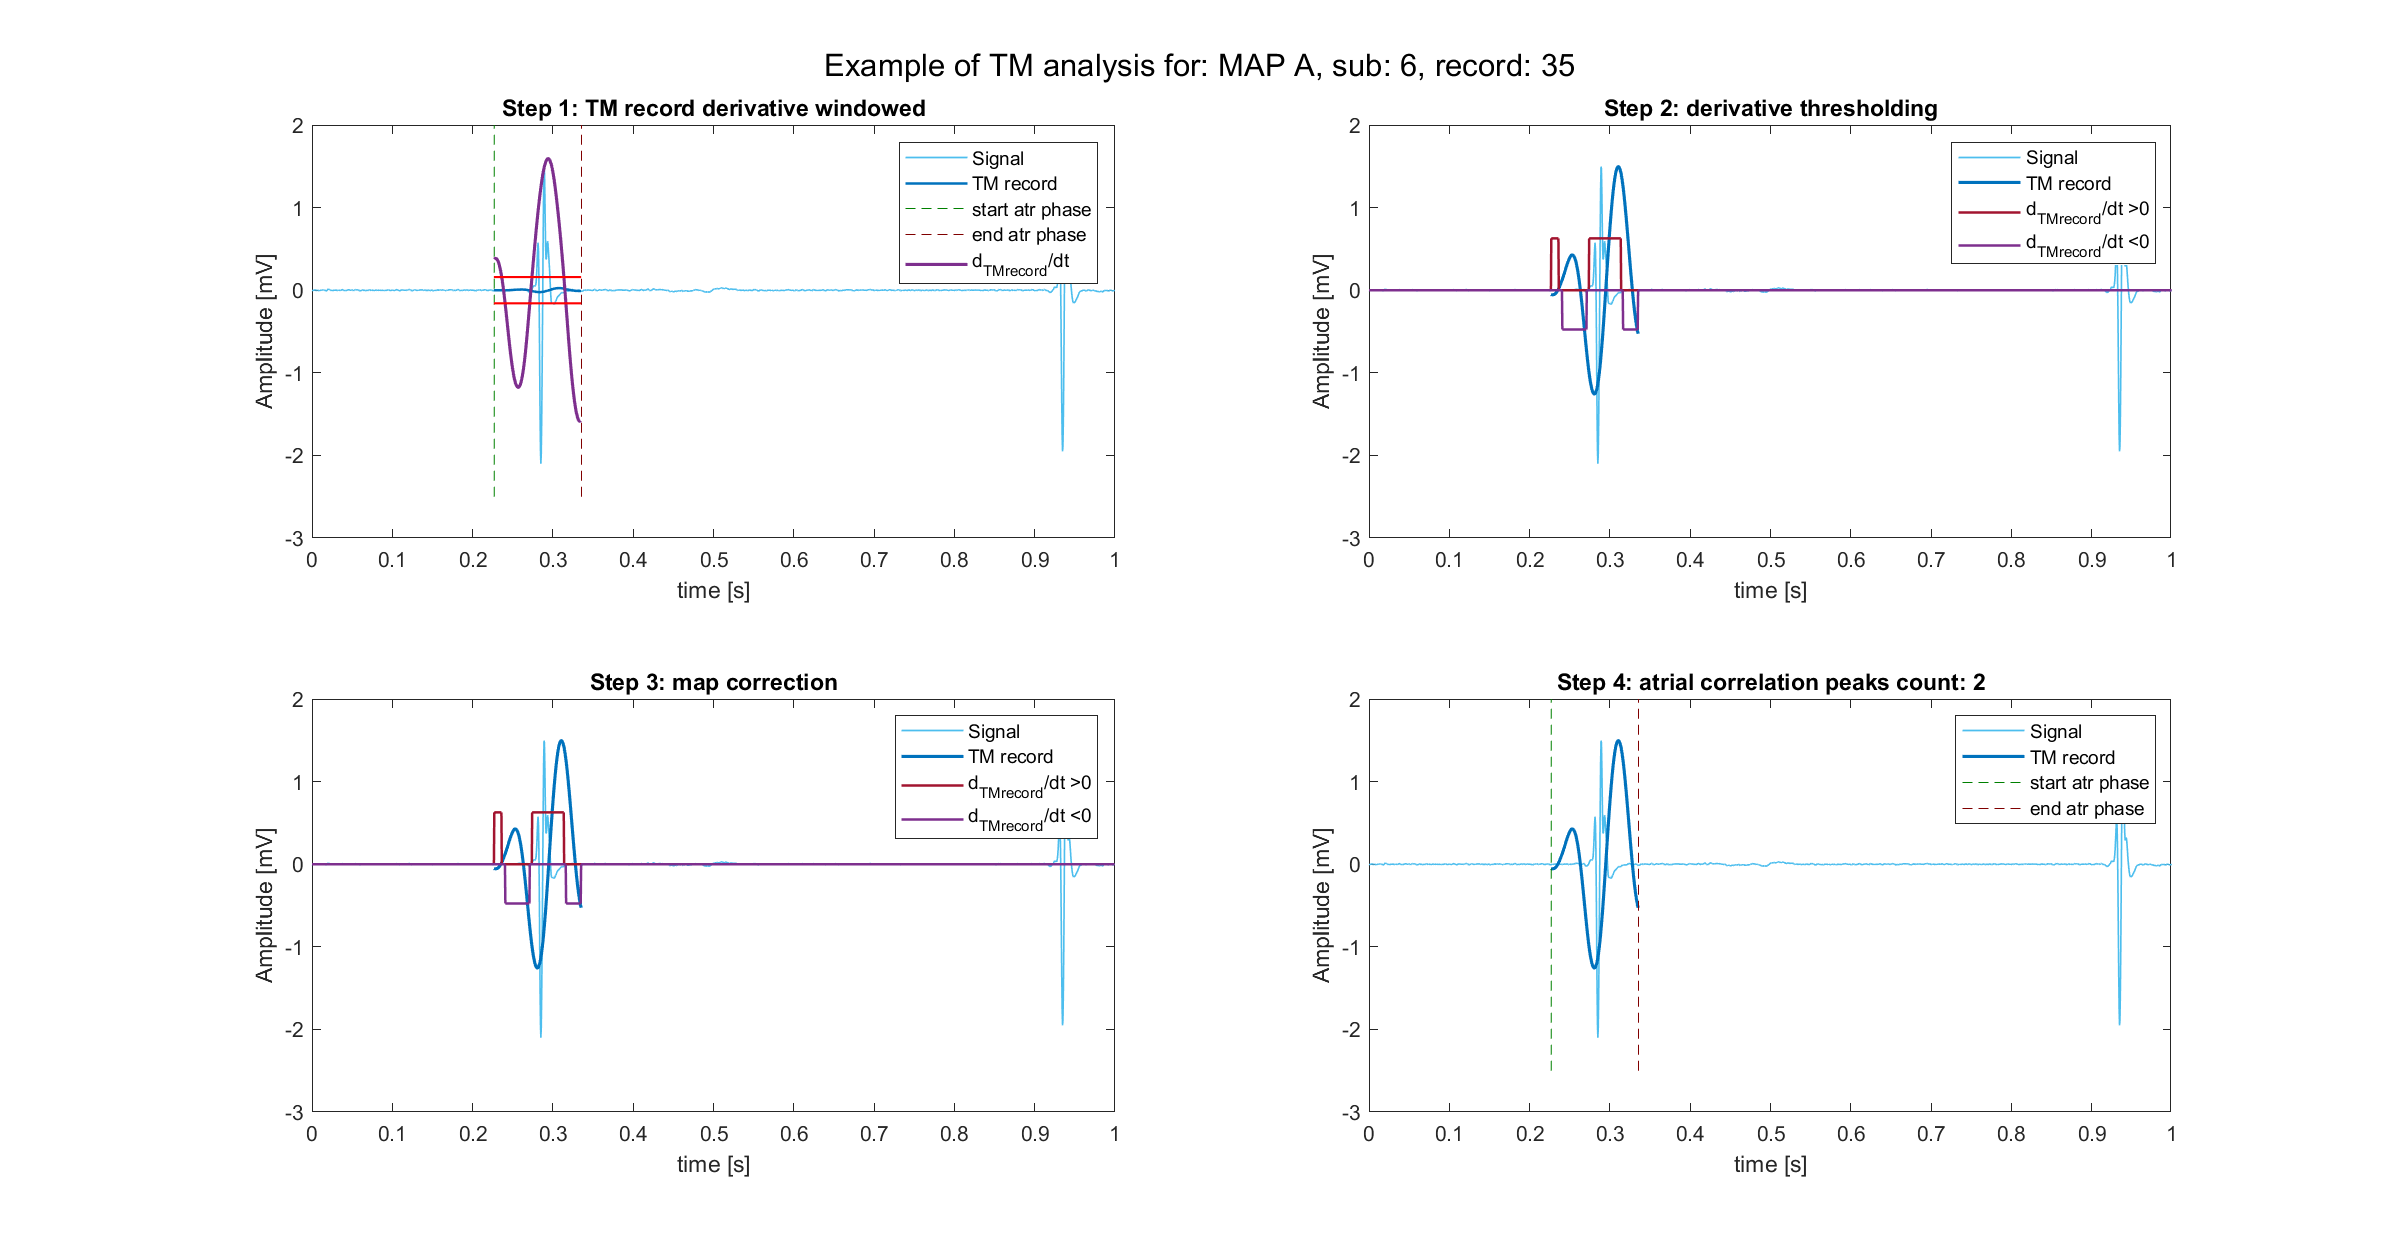 Example of TM analysis for: MAP A, sub: 6, record: 35
Step 1: TM record derivative windowed
Signal
TM record
start atr phase
end atr phase
dTMrecord/dt
2
1
0
-1
-2
-3
Amplitude [mV]
0 0.1 0.2 0.3 0.4 0.5 0.6 0.7 0.8 0.9 1
time [s]
Step 2: derivative thresholding
Signal
TM record
dTMrecord/dt >0
dTMrecord/dt <0
2
1
0
-1
-2
-3
Amplitude [mV]
0 0.1 0.2 0.3 0.4 0.5 0.6 0.7 0.8 0.9 1
time [s]
Step 3: map correction
Signal
TM record
dTMrecord/dt >0
dTMrecord/dt <0
2
1
0
-1
-2
-3
Amplitude [mV]
0 0.1 0.2 0.3 0.4 0.5 0.6 0.7 0.8 0.9 1
time [s]
Step 4: atrial correlation peaks count: 2
Signal
TM record
start atr phase
end atr phase
2
1
0
-1
-2
-3
Amplitude [mV]
0 0.1 0.2 0.3 0.4 0.5 0.6 0.7 0.8 0.9 1
time [s]